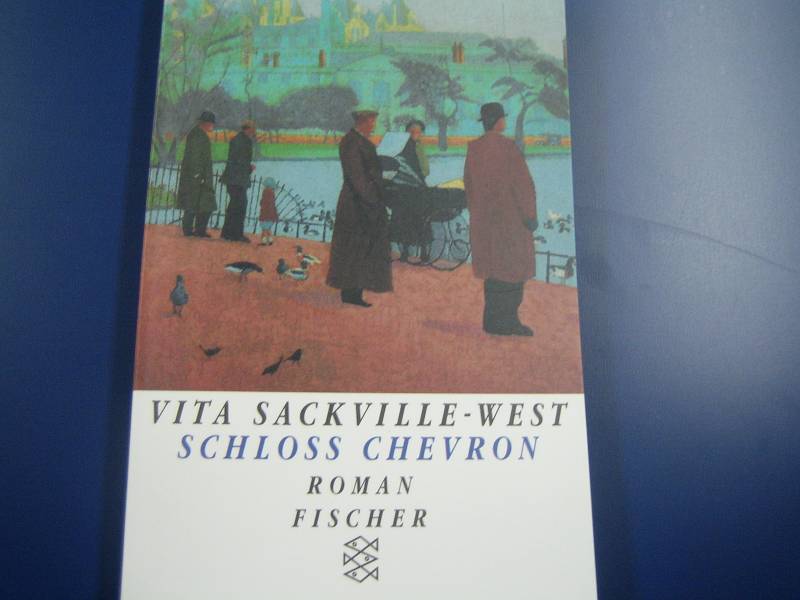 VITA SACKVILLE-WEST
SCHLOSS CHEVRON
ROMAN
FISCHER